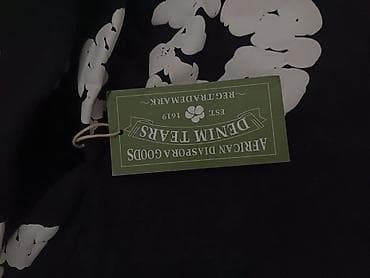 AFRICAN DIASPORA GOODS
DENIM TEARS
EST. 1619
~REG.TRADEMARK~